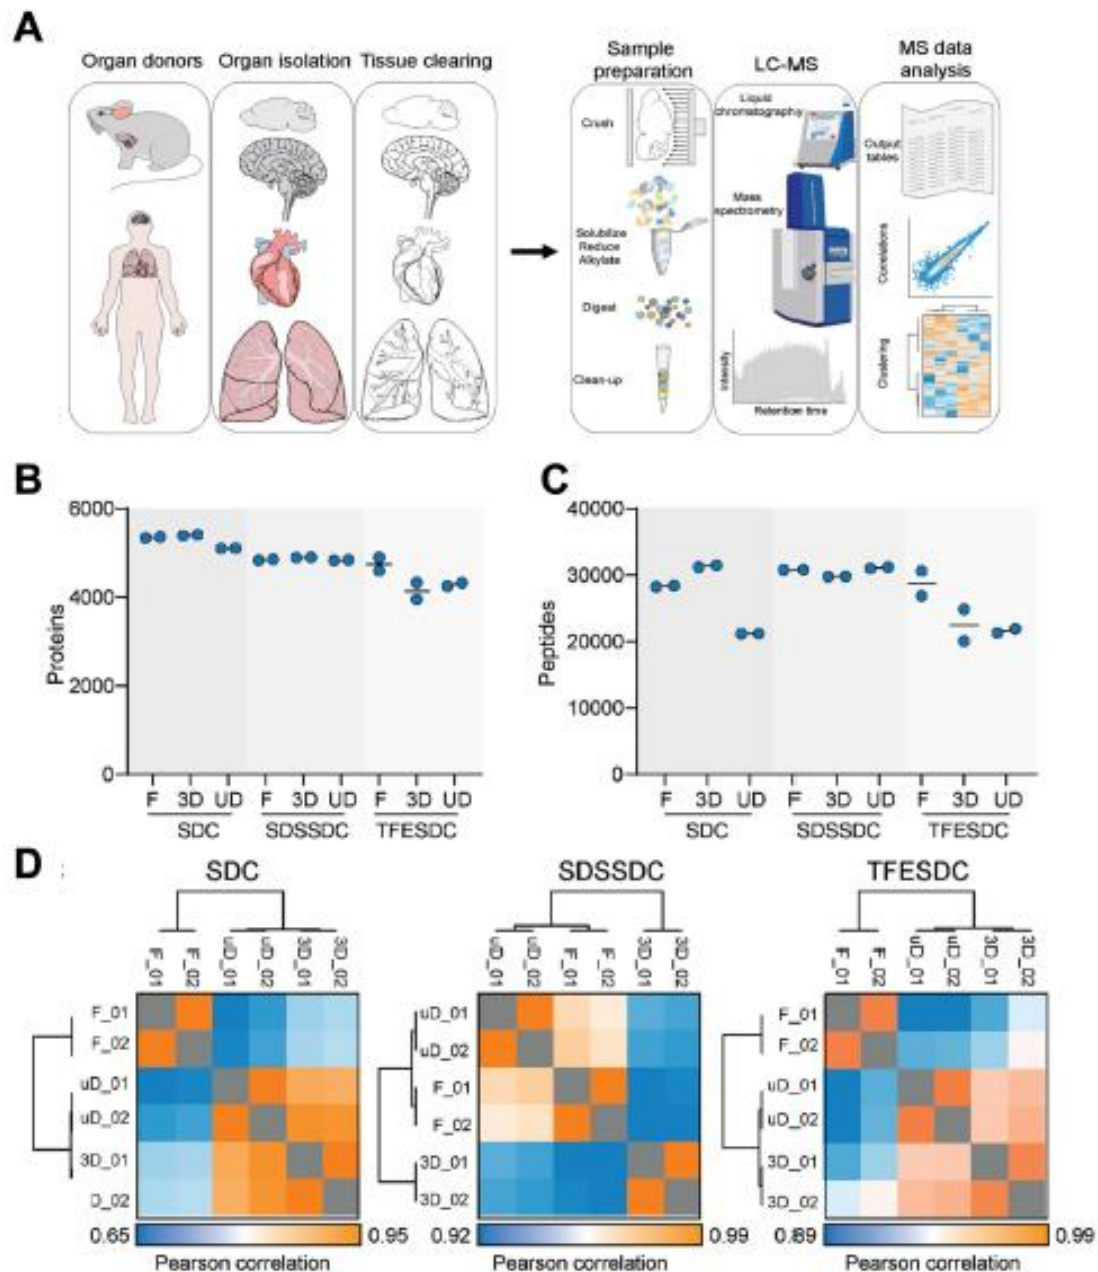 A
Organ donors
Organ isolation
Tissue clearing
Sample
preparation
LC-MS
MS data
analysis
Crush
Solubilize
Reduce
Alkylate
Digest
Clean-up
Liquid
chromatography
Mass
spectrometry
Intensity
Retention time
Output
tables
Correlations
Clustering
B
Proteins
6000
4000
2000
0
F 3D UD F 3D UD F 3D UD
SDC SDSSDC TFESDC
C
Peptides
40000
30000
20000
10000
0
F 3D UD F 3D UD F 3D UD
SDC SDSSDC TFESDC
D
SDC
F_01 F_02 uD_01 uD_02 3D_01 3D_02
F_01
F_02
uD_01
uD_02
3D_01
D_02
0.65 0.95
Pearson correlation
SDSSDC
uD_01 uD_02 F_01 F_02 3D_01 3D_02
uD_01
uD_02
F_01
F_02
3D_01
3D_02
0.92 0.99
Pearson correlation
TFESDC
F_01 F_02 uD_01 uD_02 3D_01 3D_02
F_01
F_02
uD_01
uD_02
3D_01
3D_02
0.89 0.99
Pearson correlation